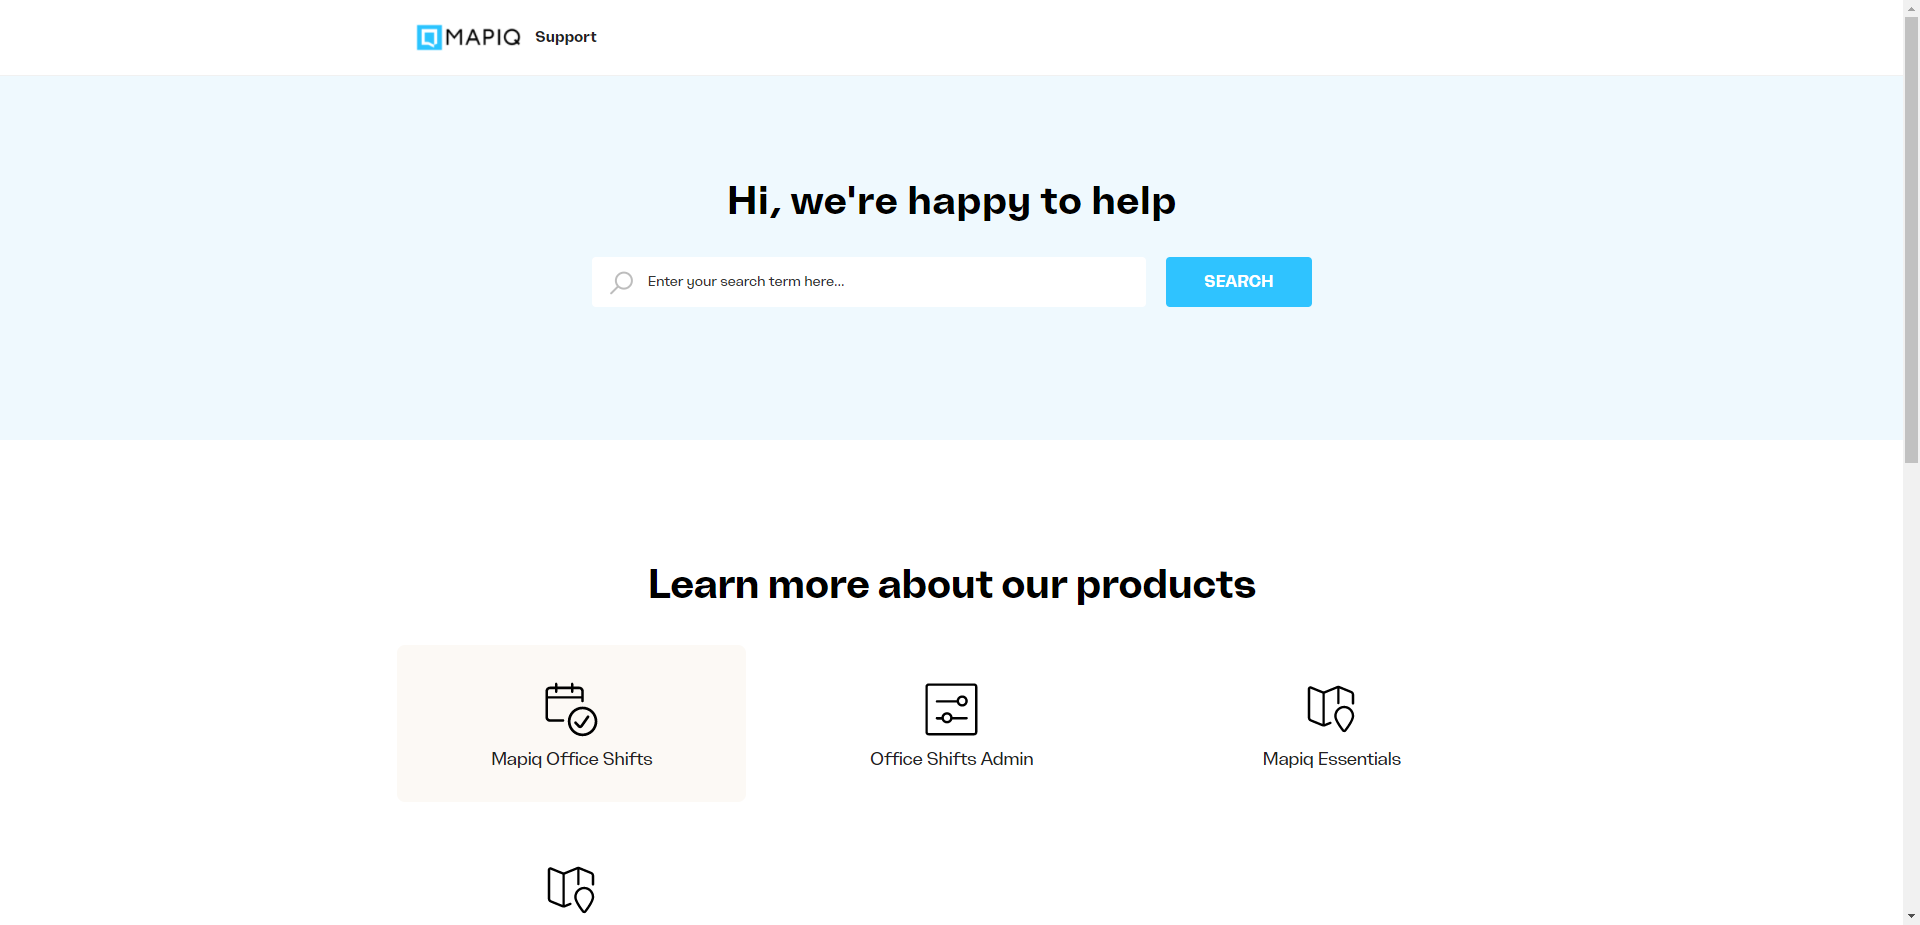 MAPIQ Support
Hi, we're happy to help
Enter your search term here...
SEARCH
Learn more about our products
Mapiq Office Shifts
Office Shifts Admin
Mapiq Essentials